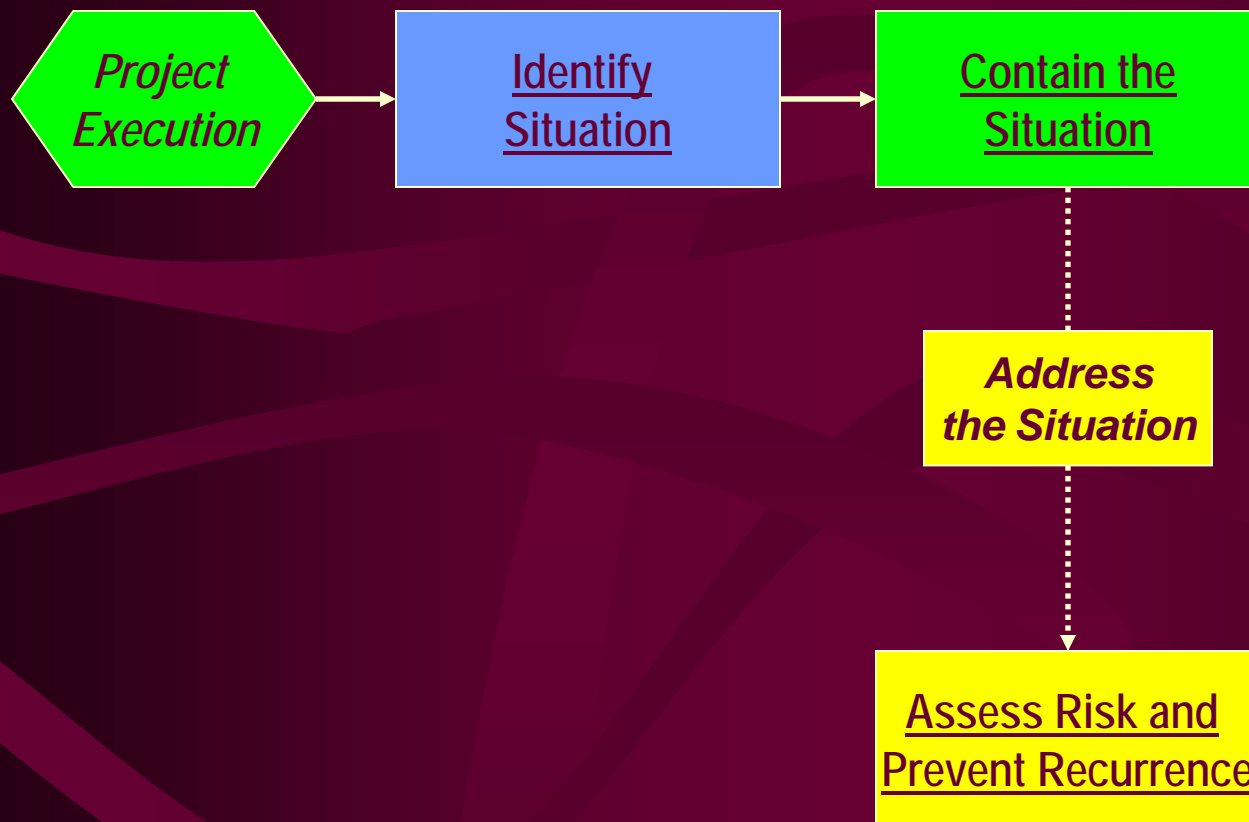 Project
Execution
Identify
Situation
Contain the
Situation
Address
the Situation
Assess Risk and
Prevent Recurrence